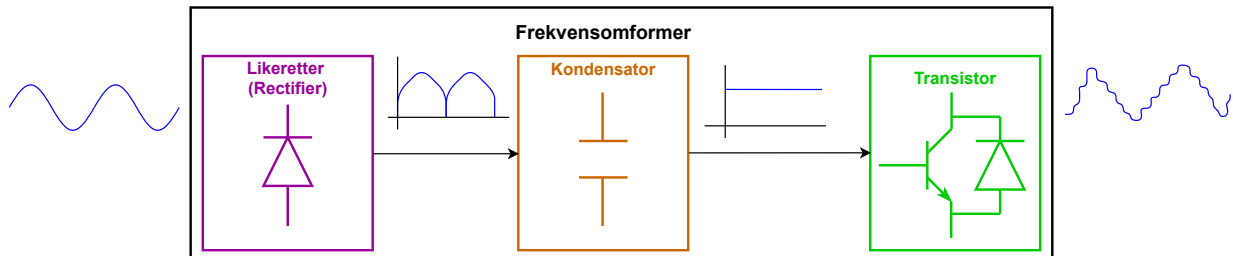 Frekvensomformer
Likeretter
(Rectifier)
Kondensator
Transistor